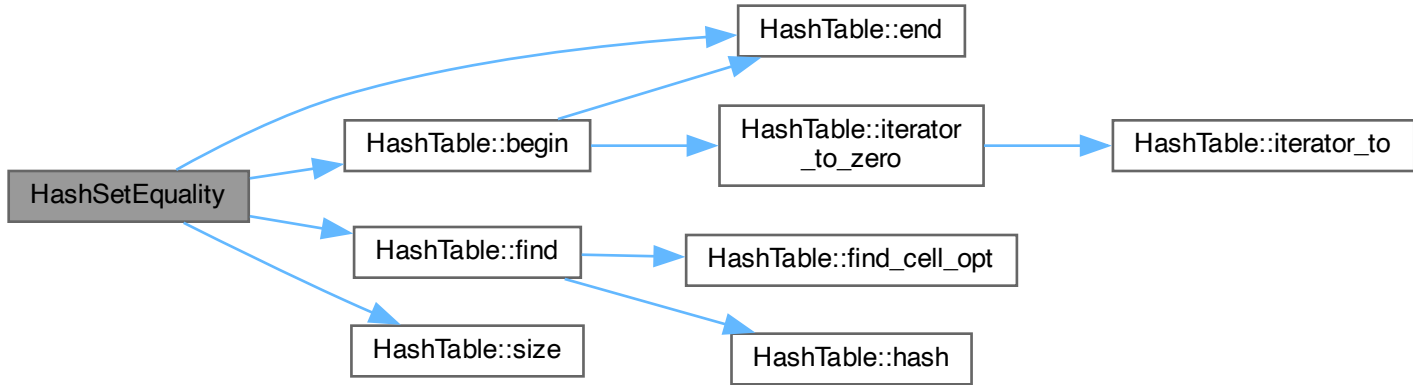 HashSetEquality
HashTable::end
HashTable::begin
HashTable::iterator
_to_zero
HashTable::iterator_to
HashTable::find
HashTable::find_cell_opt
HashTable::size
HashTable::hash